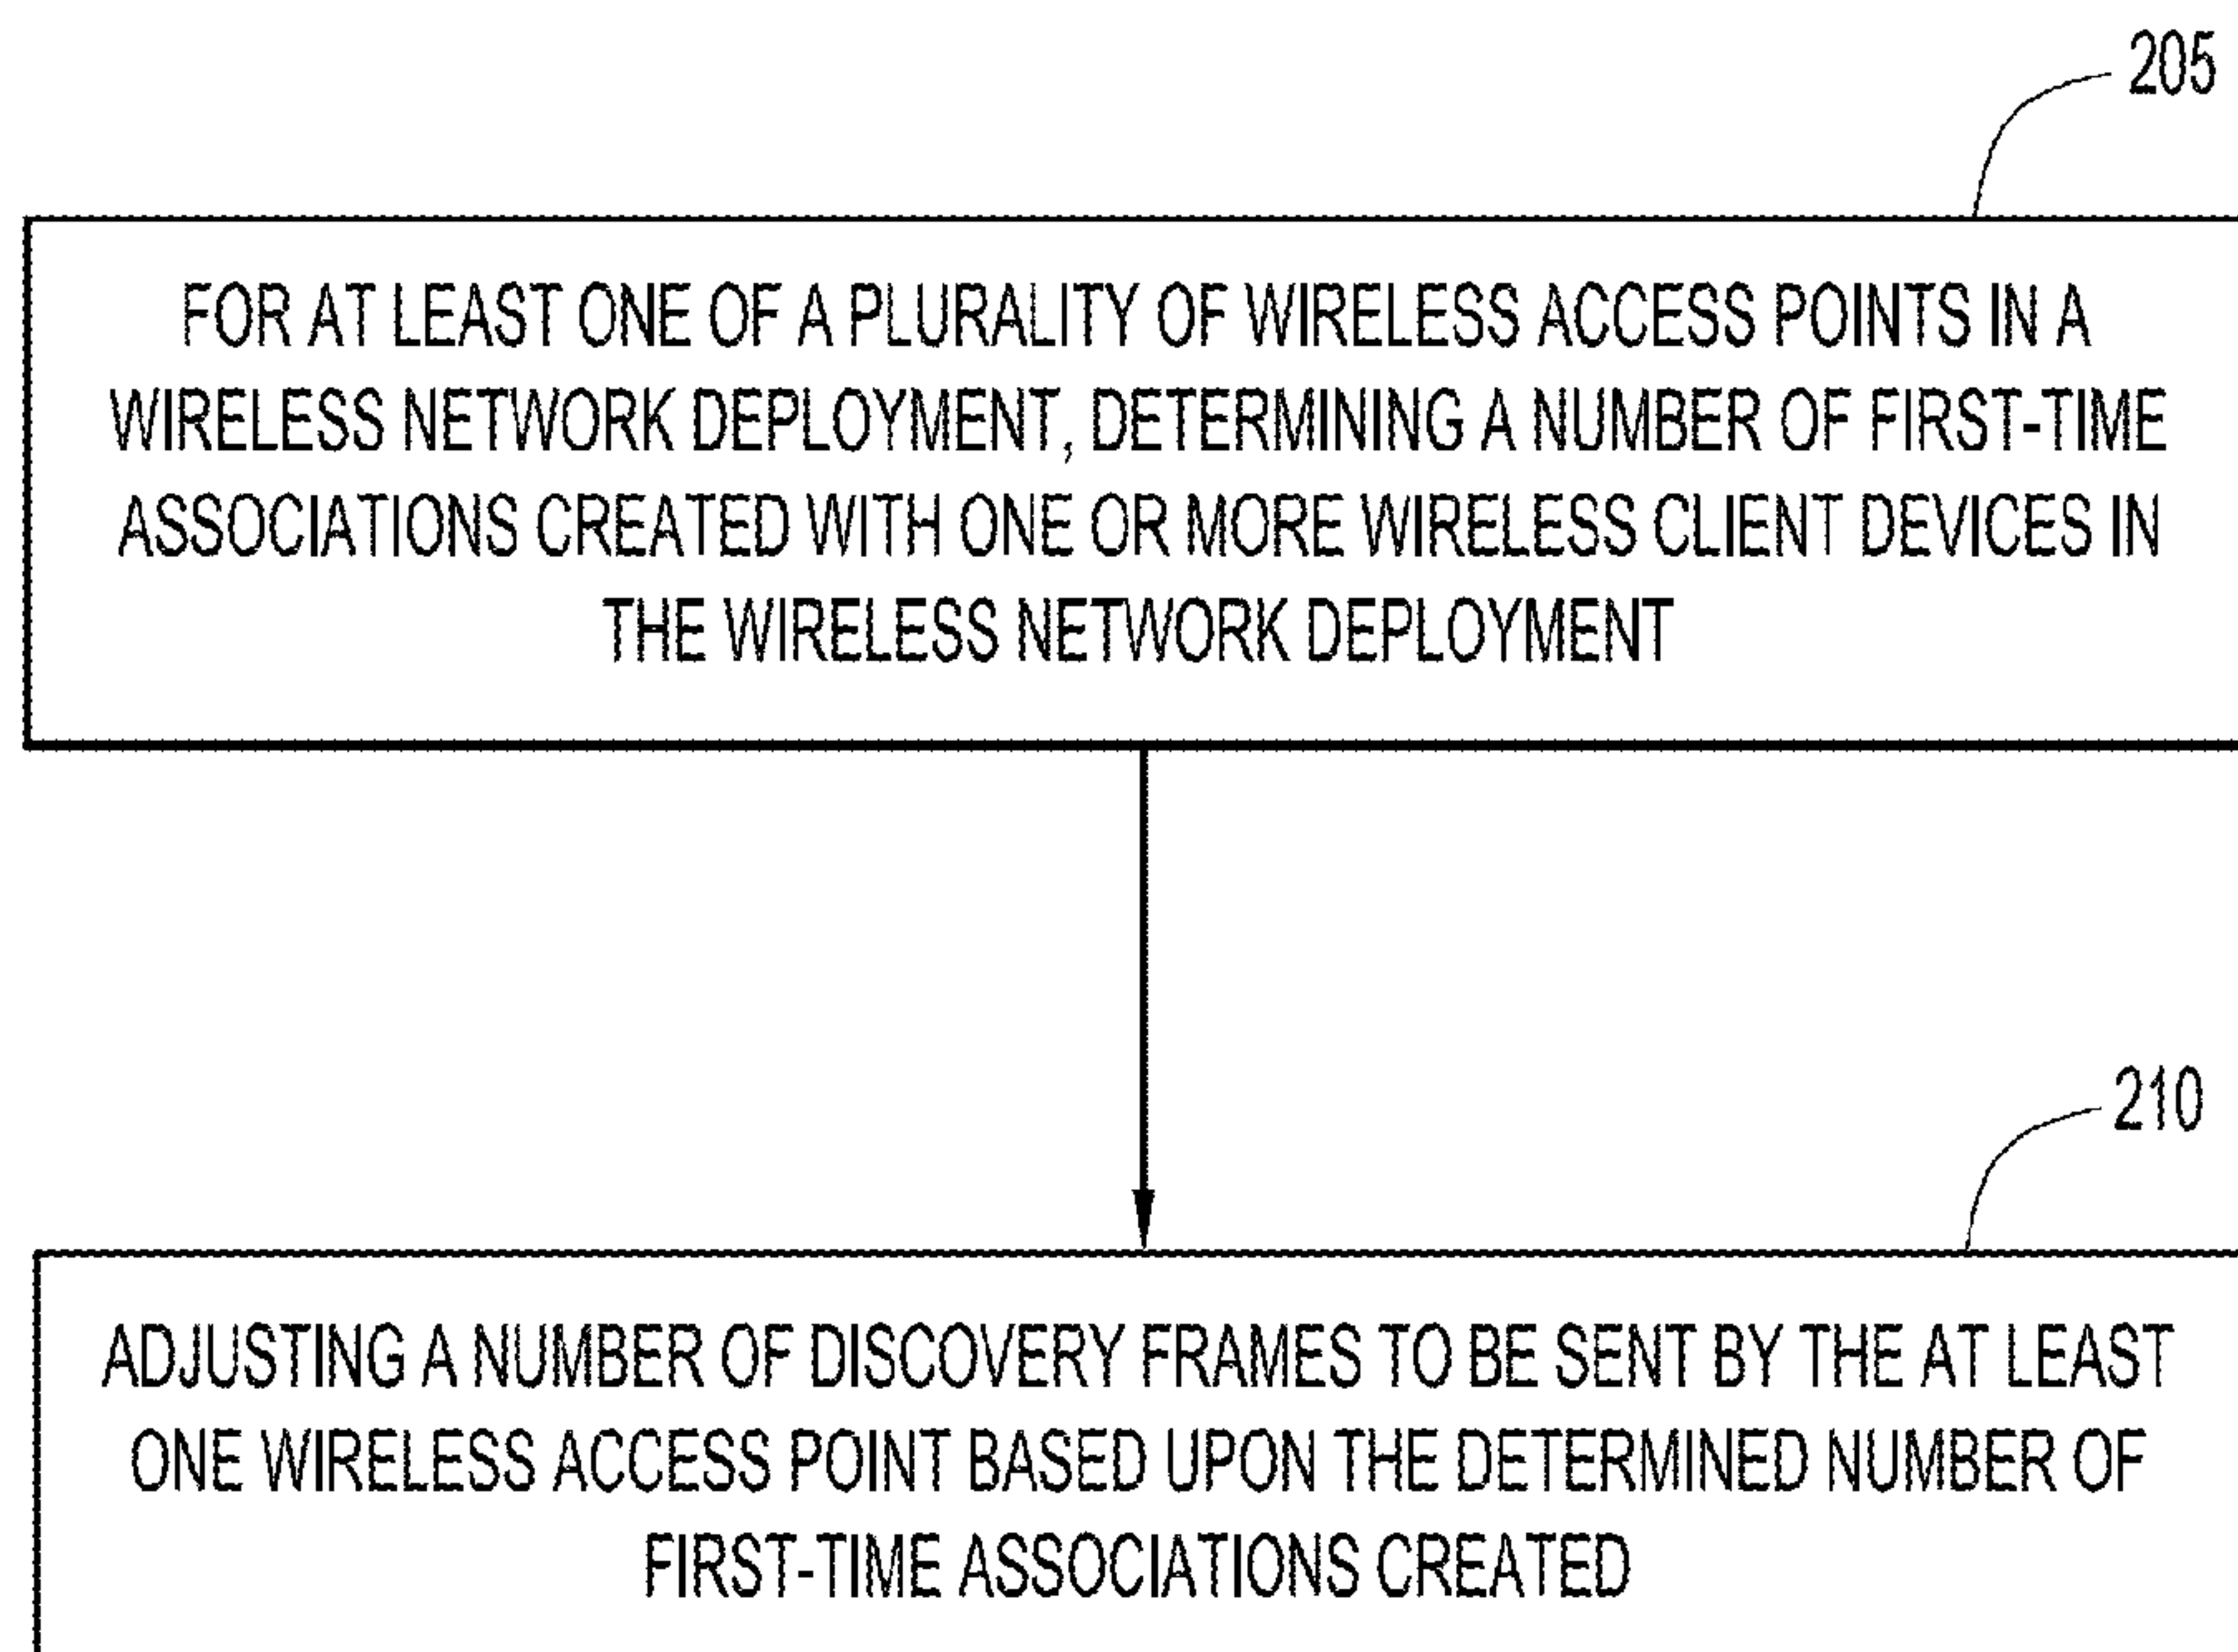 205
FOR AT LEAST ONE OF A PLURALITY OF WIRELESS ACCESS POINTS IN A
WIRELESS NETWORK DEPLOYMENT, DETERMINING A NUMBER OF FIRST-TIME
ASSOCIATIONS CREATED WITH ONE OR MORE WIRELESS CLIENT DEVICES IN
THE WIRELESS NETWORK DEPLOYMENT
210
ADJUSTING A NUMBER OF DISCOVERY FRAMES TO BE SENT BY THE AT LEAST
ONE WIRELESS ACCESS POINT BASED UPON THE DETERMINED NUMBER OF
FIRST-TIME ASSOCIATIONS CREATED